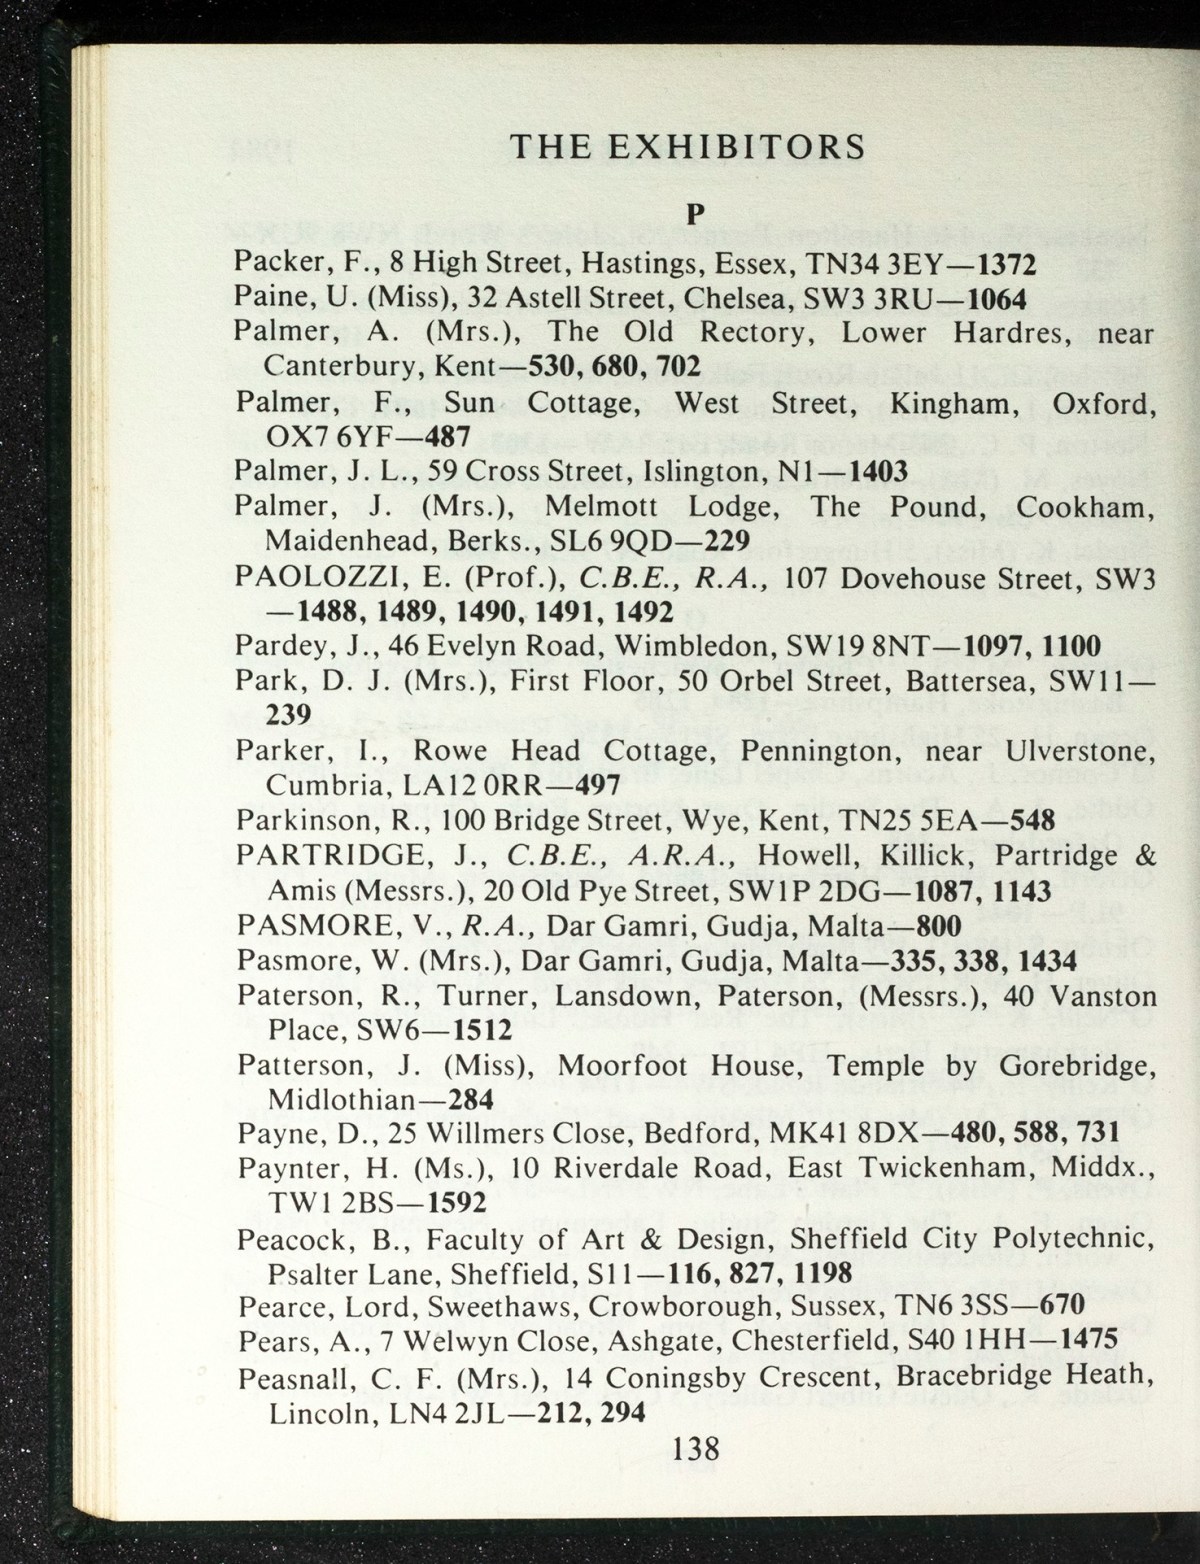 THE EXHIBITORS
P
Packer, F., 8 High Street, Hastings, Essex, TN34 3EY—1372
Paine, U. (Miss), 32 Astell Street, Chelsea, SW3 3RU—1064
Palmer, A. (Mrs.), The Old Rectory, Lower Hardres, near
Canterbury, Kent—530, 680, 702
Palmer, F., Sun Cottage, West Street, Kingham, Oxford,
OX7 6YF—487
Palmer, J. L., 59 Cross Street, Islington, N1—1403
Palmer, J. (Mrs.), Melmott Lodge, The Pound, Cookham,
Maidenhead, Berks., SL6 9QD—229
PAOLOZZI, E. (Prof.), C.B.E., R.A., 107 Dovehouse Street, SW3
—1488, 1489, 1490, 1491, 1492
Pardey, J., 46 Evelyn Road, Wimbledon, SW19 8NT—1097, 1100
Park, D. J. (Mrs.), First Floor, 50 Orbel Street, Battersea, SW11—
239
Parker, I., Rowe Head Cottage, Pennington, near Ulverstone,
Cumbria, LA12 0RR—497
Parkinson, R., 100 Bridge Street, Wye, Kent, TN25 5EA—548
PARTRIDGE, J., C.B.E., A.R.A., Howell, Killick, Partridge &
Amis (Messrs.), 20 Old Pye Street, SW1P 2DG—1087, 1143
PASMORE, V., R.A., Dar Gamri, Gudja, Malta—800
Pasmore, W. (Mrs.), Dar Gamri, Gudja, Malta—335, 338, 1434
Paterson, R., Turner, Lansdown, Paterson, (Messrs.), 40 Vanston
Place, SW6—1512
Patterson, J. (Miss), Moorfoot House, Temple by Gorebridge,
Midlothian—284
Payne, D., 25 Willmers Close, Bedford, MK41 8DX—480, 588, 731
Paynter, H. (Ms.), 10 Riverdale Road, East Twickenham, Middx.,
TW1 2BS—1592
Peacock, B., Faculty of Art & Design, Sheffield City Polytechnic,
Psalter Lane, Sheffield, S11—116, 827, 1198
Pearce, Lord, Sweethaws, Crowborough, Sussex, TN6 3SS—670
Pears, A., 7 Welwyn Close, Ashgate, Chesterfield, S40 1HH—1475
Peasnall, C. F. (Mrs.), 14 Coningsby Crescent, Bracebridge Heath,
Lincoln, LN4 2JL—212, 294
138